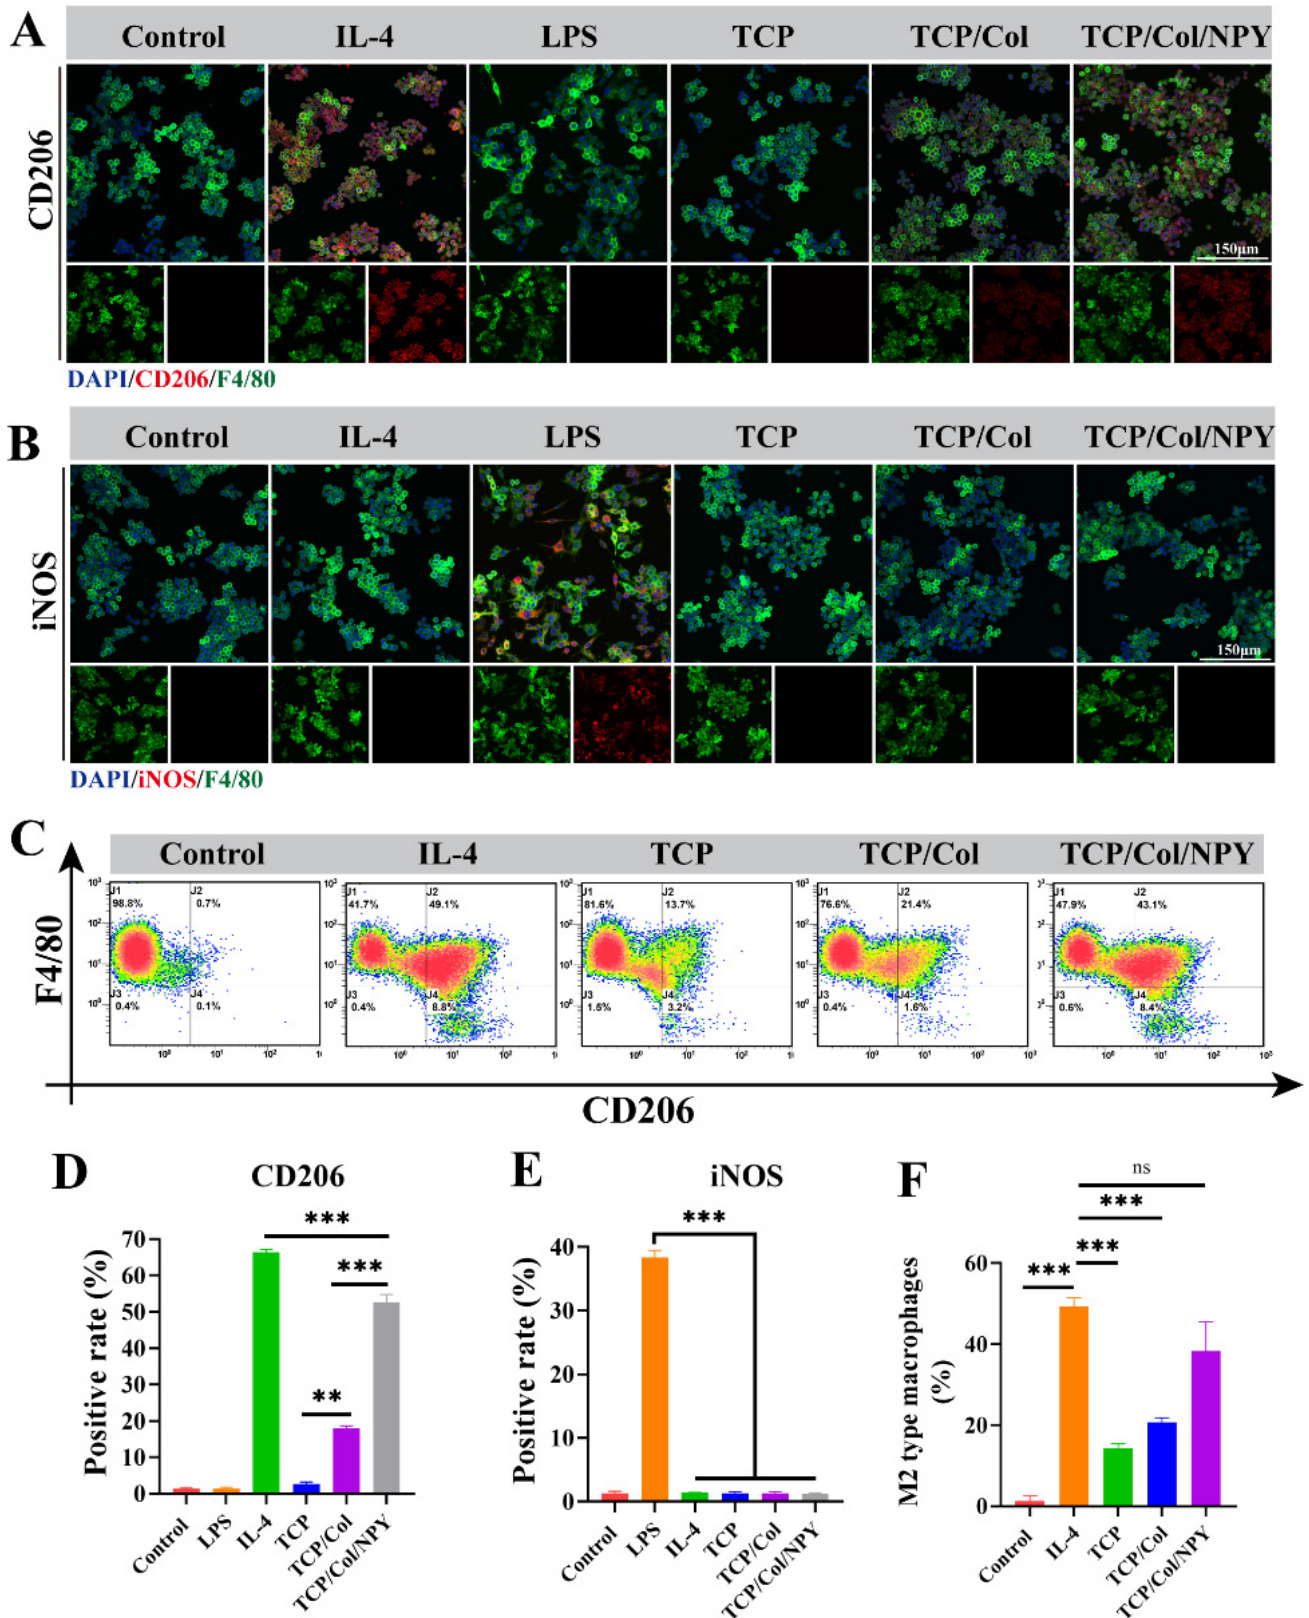 A
Control IL-4 LPS TCP TCP/Col TCP/Col/NPY
CD206
150μm
DAPI/CD206/F4/80
B
Control IL-4 LPS TCP TCP/Col TCP/Col/NPY
iNOS
150μm
DAPI/iNOS/F4/80
C
Control IL-4 TCP TCP/Col TCP/Col/NPY
F4/80
J1 98.8% J2 0.7% J3 0.4% J4 0.1%
J1 41.7% J2 49.1% J3 0.4% J4 8.8%
J1 81.6% J2 13.7% J3 1.5% J4 3.2%
J1 76.6% J2 21.4% J3 0.4% J4 1.6%
J1 47.9% J2 43.1% J3 0.6% J4 8.4%
CD206
D
CD206
***
***
**
Positive rate (%)
70
60
50
40
30
20
10
0
Control LPS IL-4 TCP TCP/Col TCP/Col/NPY
E
iNOS
***
Positive rate (%)
40
30
20
10
0
Control LPS IL-4 TCP TCP/Col TCP/Col/NPY
F
ns
***
***
***
M2 type macrophages
(%)
60
40
20
0
Control IL-4 TCP TCP/Col TCP/Col/NPY